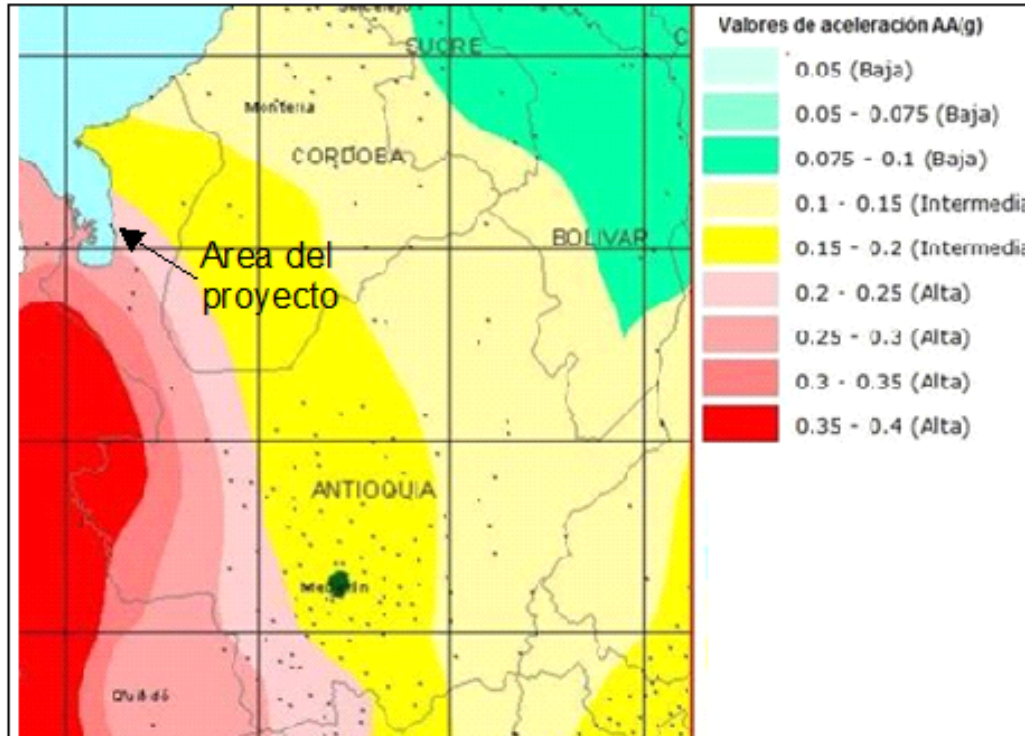 SUCRE
Montería
CORDOBA
BOLIVAR
Area del
proyecto
ANTIOQUIA
Medellín
Quibdó
Valores de aceleración AA(g)
0.05 (Baja)
0.05 - 0.075 (Baja)
0.075 - 0.1 (Baja)
0.1 - 0.15 (Intermedia
0.15 - 0.2 (Intermedia
0.2 - 0.25 (Alta)
0.25 - 0.3 (Alta)
0.3 - 0.35 (Alta)
0.35 - 0.4 (Alta)